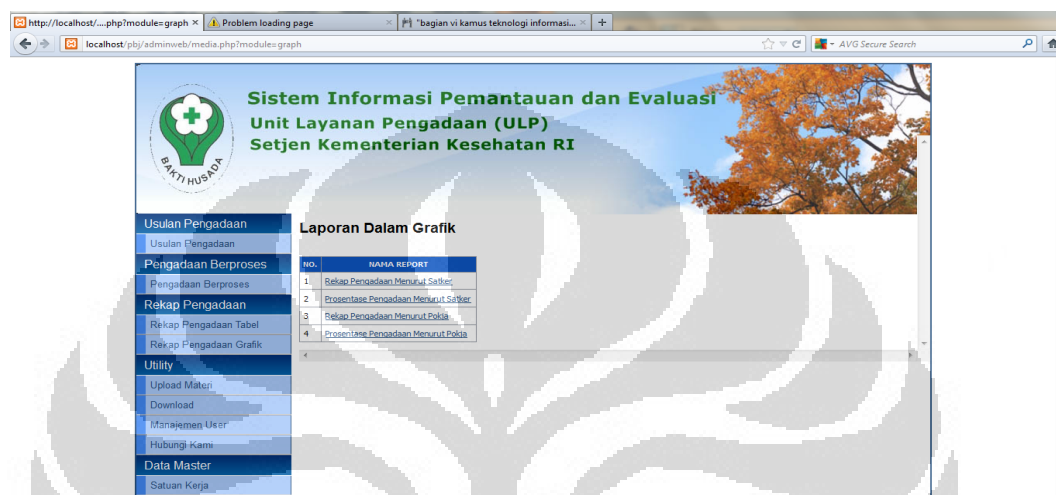 http://localhost/....php?module=graph
Problem loading page
"bagian vi kamus teknologi informasi...
localhost/pbj/adminweb/media.php?module=graph
AVG Secure Search
Sistem Informasi Pemantauan dan Evaluasi
Unit Layanan Pengadaan (ULP)
Setjen Kementerian Kesehatan RI
BAKTI HUSADA
Usulan Pengadaan
Usulan Pengadaan
Pengadaan Berproses
Pengadaan Berproses
Rekap Pengadaan
Rekap Pengadaan Tabel
Rekap Pengadaan Grafik
Utility
Upload Materi
Download
Manajemen User
Hubungi Kami
Data Master
Satuan Kerja
Laporan Dalam Grafik
NO. NAMA REPORT
1 Rekap Pengadaan Menurut Satker
2 Prosentase Pengadaan Menurut Satker
3 Rekap Pengadaan Menurut Pokja
4 Prosentase Pengadaan Menurut Pokja